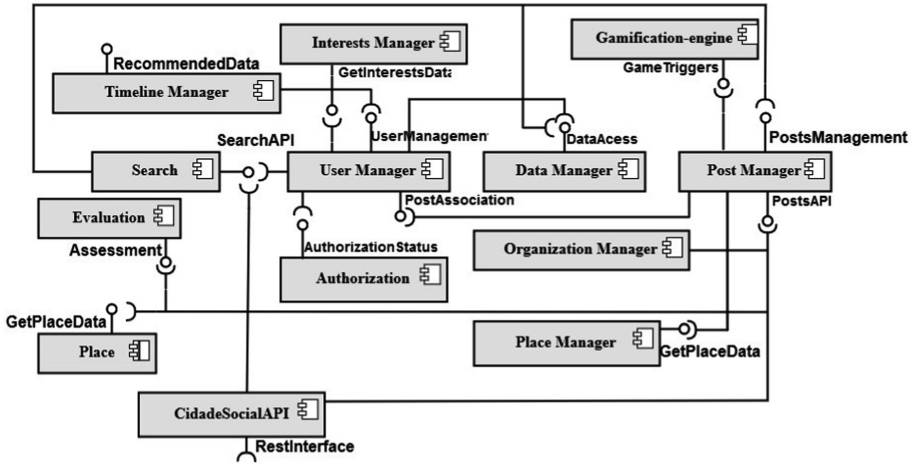 Interests Manager
Gamification-engine
GetInterestsData
GameTriggers
RecommendedData
Timeline Manager
SearchAPI
UserManagement
DataAcess
PostsManagement
Search
User Manager
Data Manager
Post Manager
PostAssociation
PostsAPI
Evaluation
Assessment
AuthorizationStatus
Organization Manager
Authorization
GetPlaceData
Place
Place Manager
GetPlaceData
CidadeSocialAPI
RestInterface